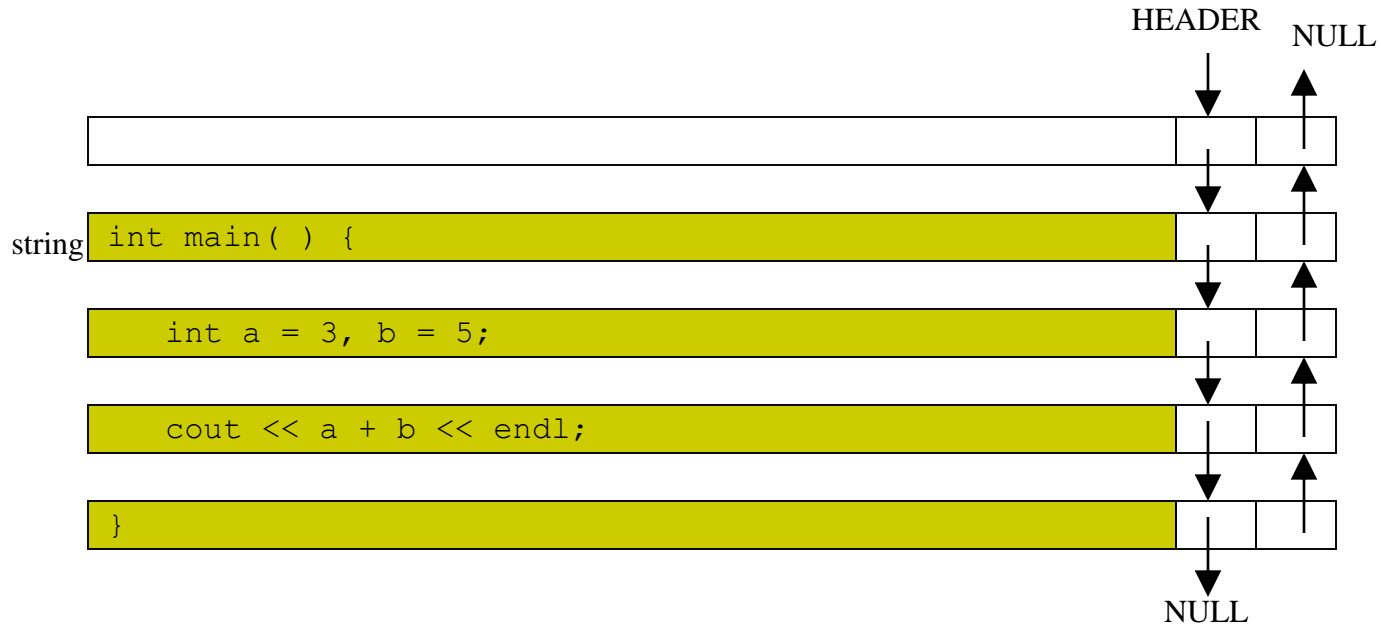 HEADER
NULL
string
int main( ) {
int a = 3, b = 5;
cout << a + b << endl;
}
NULL